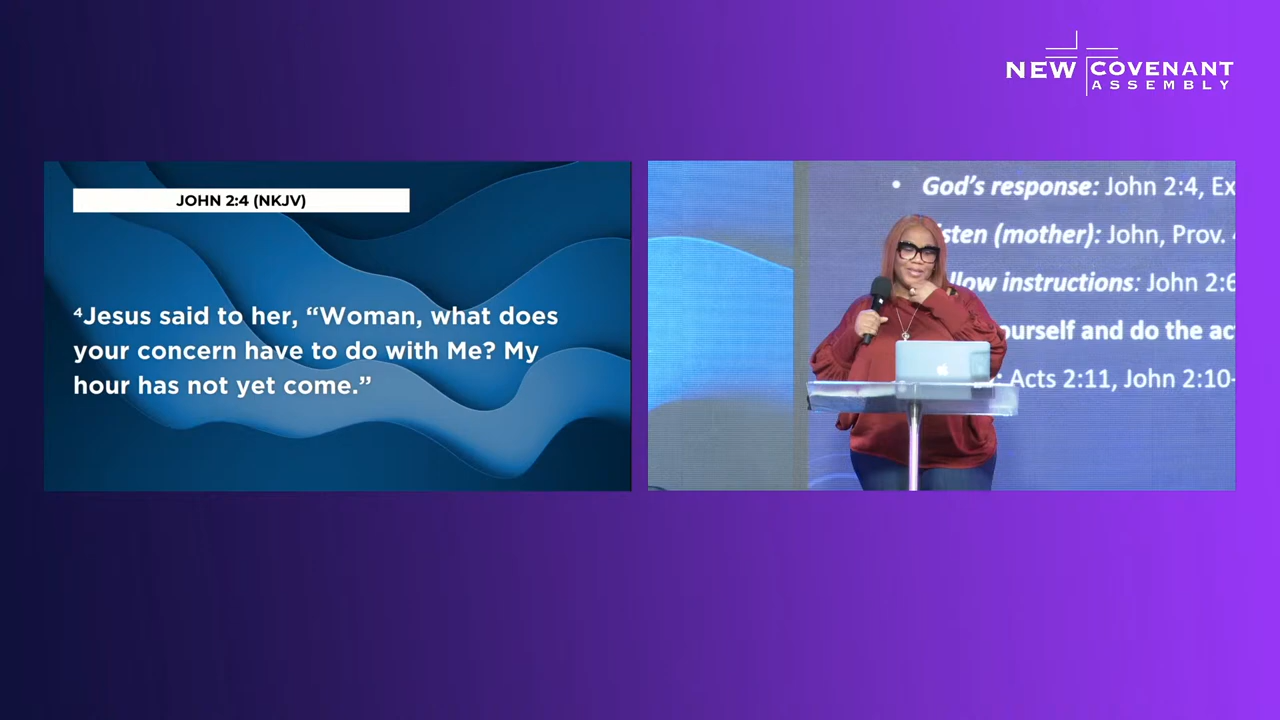 NEW COVENANT
ASSEMBLY
JOHN 2:4 (NKJV)
⁴Jesus said to her, “Woman, what does
your concern have to do with Me? My
hour has not yet come.”
• God’s response: John 2:4, Ex
sten (mother): John, Prov.
llow instructions: John 2:6
ourself and do the ac
: Acts 2:11, John 2:10-